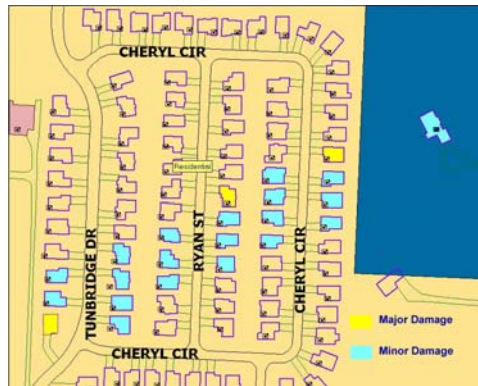 CHERYL CIR
Residential
TUNBRIDGE DR
RYAN ST
CHERYL CIR
CHERYL CIR
Major Damage
Minor Damage